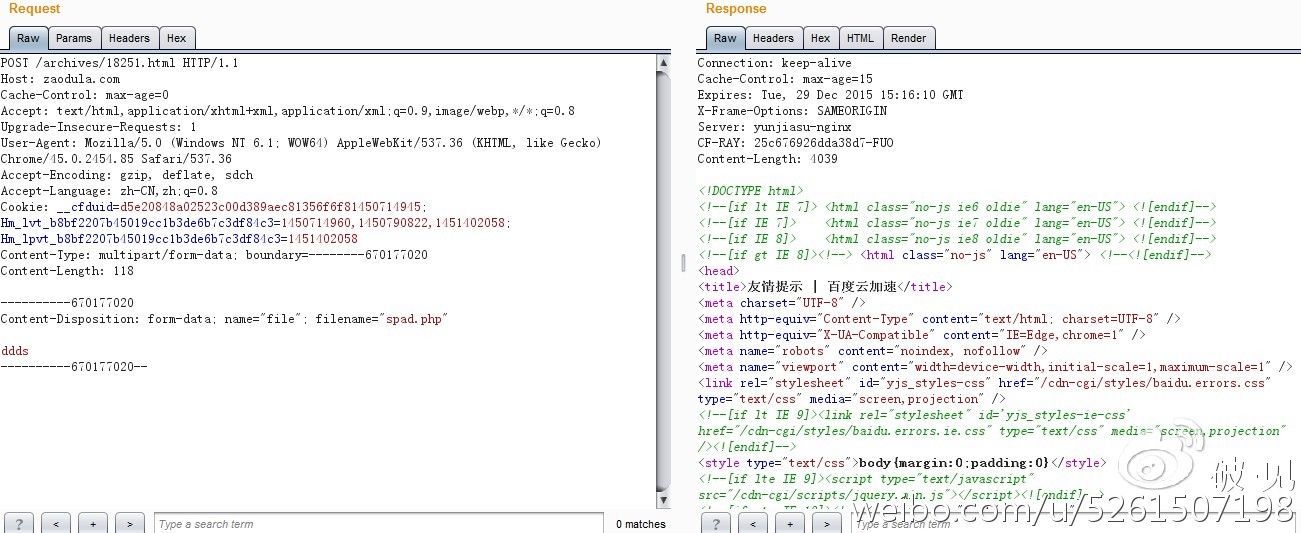 Request
Raw Params Headers Hex
POST /archives/18251.html HTTP/1.1
Host: zaodula.com
Cache-Control: max-age=0
Accept: text/html,application/xhtml+xml,application/xml;q=0.9,image/webp,*/*;q=0.8
Upgrade-Insecure-Requests: 1
User-Agent: Mozilla/5.0 (Windows NT 6.1; WOW64) AppleWebKit/537.36 (KHTML, like Gecko)
Chrome/45.0.2454.85 Safari/537.36
Accept-Encoding: gzip, deflate, sdch
Accept-Language: zh-CN,zh;q=0.8
Cookie: __cfduid=d5e20848a02523c00d389aec81356f6f81450714945;
Hm_lvt_b8bf2207b45019cc1b3de6b7c3df84c3=1450714960,1450790822,1451402058;
Hm_lpvt_b8bf2207b45019cc1b3de6b7c3df84c3=1451402058
Content-Type: multipart/form-data; boundary=--------670177020
Content-Length: 118
----------670177020
Content-Disposition: form-data; name="file"; filename="spad.php"
ddds
----------670177020--
? < + > Type a search term 0 matches
Response
Raw Headers Hex HTML Render
Connection: keep-alive
Cache-Control: max-age=15
Expires: Tue, 29 Dec 2015 15:16:10 GMT
X-Frame-Options: SAMEORIGIN
Server: yunjiasu-nginx
CF-RAY: 25c676926dda38d7-FUO
Content-Length: 4039
<!DOCTYPE html>
<!--[if lt IE 7]> <html class="no-js ie6 oldie" lang="en-US"> <![endif]-->
<!--[if IE 7]>    <html class="no-js ie7 oldie" lang="en-US"> <![endif]-->
<!--[if IE 8]>    <html class="no-js ie8 oldie" lang="en-US"> <![endif]-->
<!--[if gt IE 8]><!--> <html class="no-js" lang="en-US"> <!--<![endif]-->
<head>
<title>友情提示 | 百度云加速</title>
<meta charset="UTF-8" />
<meta http-equiv="Content-Type" content="text/html; charset=UTF-8" />
<meta http-equiv="X-UA-Compatible" content="IE=Edge,chrome=1" />
<meta name="robots" content="noindex, nofollow" />
<meta name="viewport" content="width=device-width,initial-scale=1,maximum-scale=1" />
<link rel="stylesheet" id="yjs_styles-css" href="/cdn-cgi/styles/baidu.errors.css"
type="text/css" media="screen,projection" />
<!--[if lt IE 9]><link rel="stylesheet" id='yjs_styles-ie-css'
href="/cdn-cgi/styles/baidu.errors.ie.css" type="text/css" media="screen,projection"
/><![endif]-->
<style type="text/css">body{margin:0;padding:0}</style>
<!--[if lte IE 9]><script type="text/javascript"
src="/cdn-cgi/scripts/jquery.min.js"></script><![endif]
? < + > Type a search term
破-见
weibo.com/u/5261507198